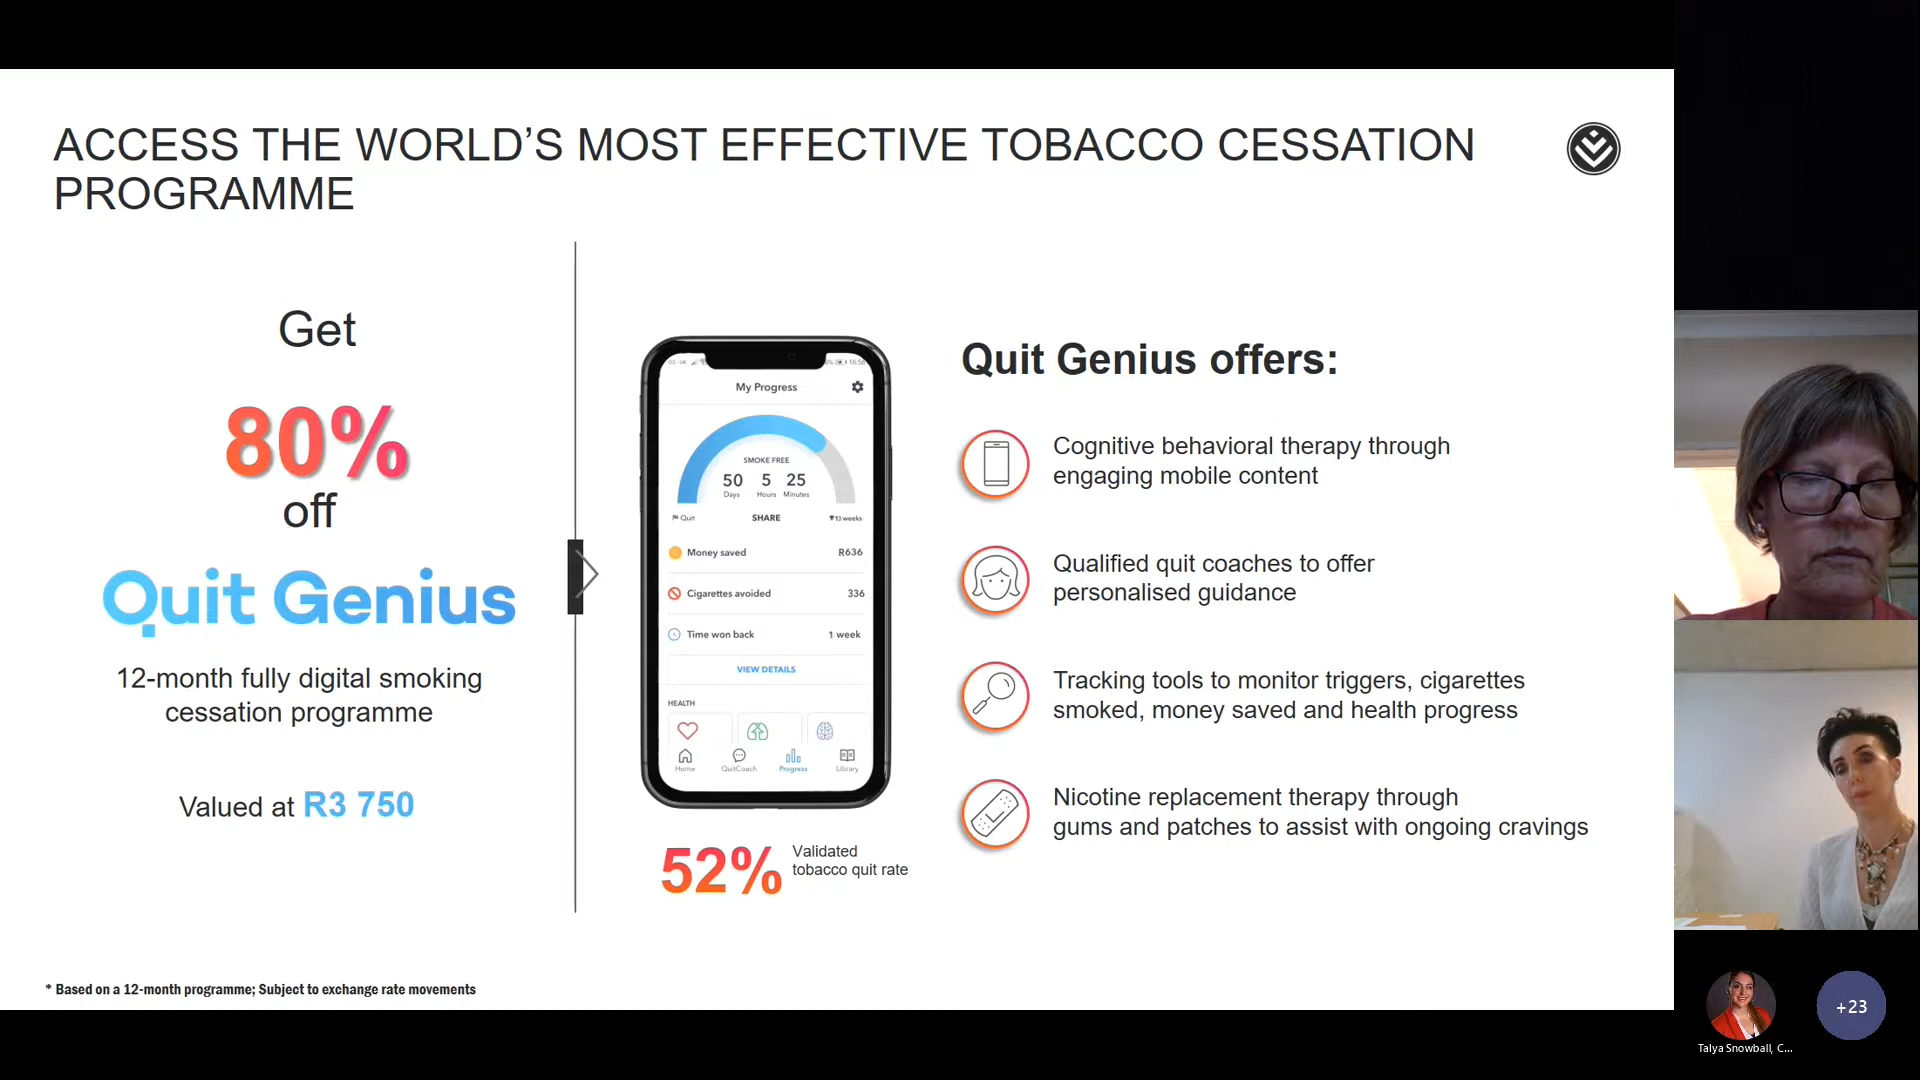 ACCESS THE WORLD’S MOST EFFECTIVE TOBACCO CESSATION
PROGRAMME
Get
80%
off
Quit Genius
12-month fully digital smoking
cessation programme
Valued at R3 750
16:56
My Progress
SMOKE FREE
50 5 25
Days Hours Minutes
Quit SHARE 13 weeks
Money saved R636
Cigarettes avoided 336
Time won back 1 week
VIEW DETAILS
HEALTH
Home QuitCoach Progress Library
52% Validated
tobacco quit rate
Quit Genius offers:
Cognitive behavioral therapy through
engaging mobile content
Qualified quit coaches to offer
personalised guidance
Tracking tools to monitor triggers, cigarettes
smoked, money saved and health progress
Nicotine replacement therapy through
gums and patches to assist with ongoing cravings
* Based on a 12-month programme; Subject to exchange rate movements
+23
Talya Snowball, C...